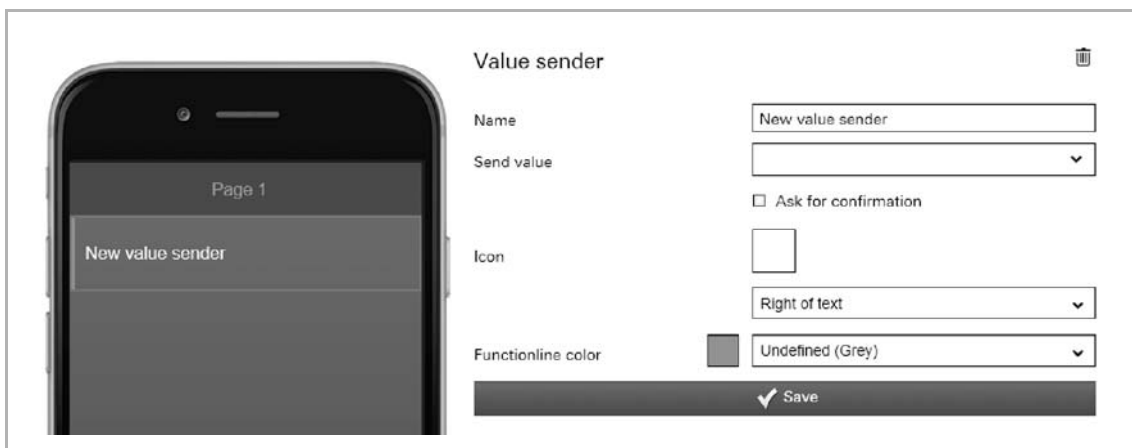 Page 1
New value sender
Value sender
Name
New value sender
Send value
Ask for confirmation
Icon
Right of text
Functionline color
Undefined (Grey)
Save